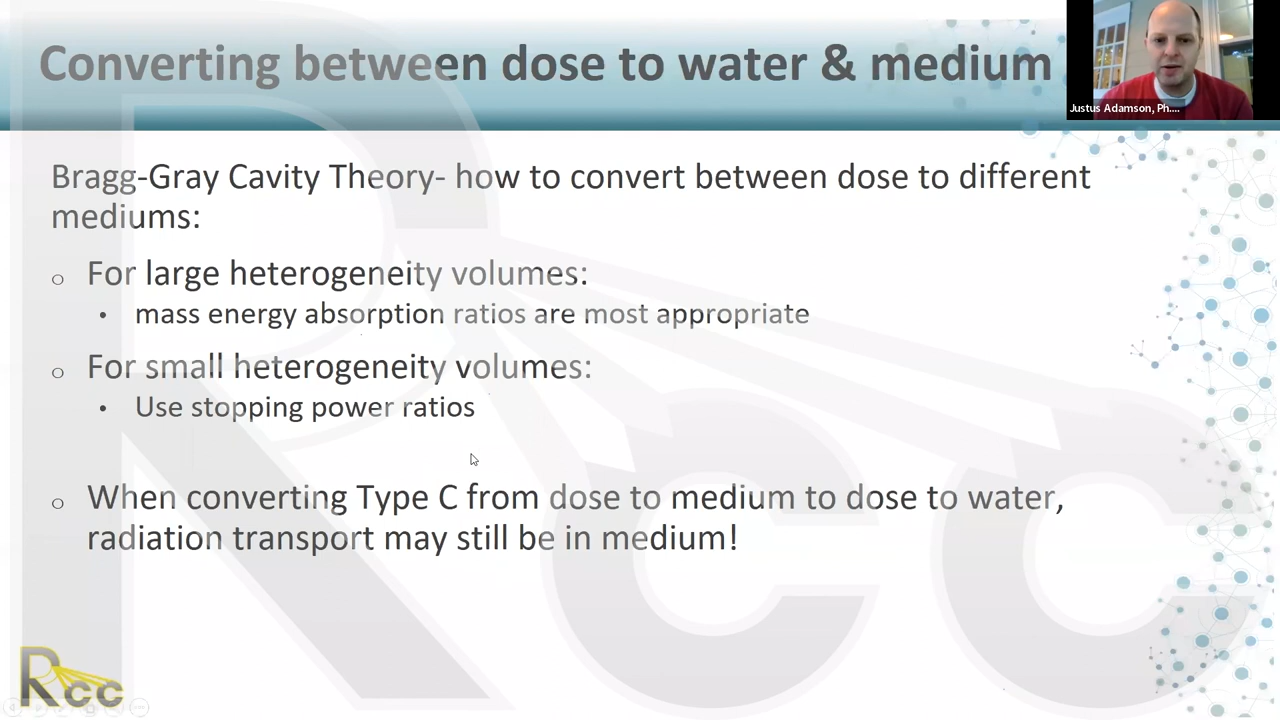 Converting between dose to water & medium
Justus Adamson, Ph....
Bragg-Gray Cavity Theory- how to convert between dose to different
mediums:
For large heterogeneity volumes:
mass energy absorption ratios are most appropriate
For small heterogeneity volumes:
Use stopping power ratios
When converting Type C from dose to medium to dose to water,
radiation transport may still be in medium!
Rcc
Rcc